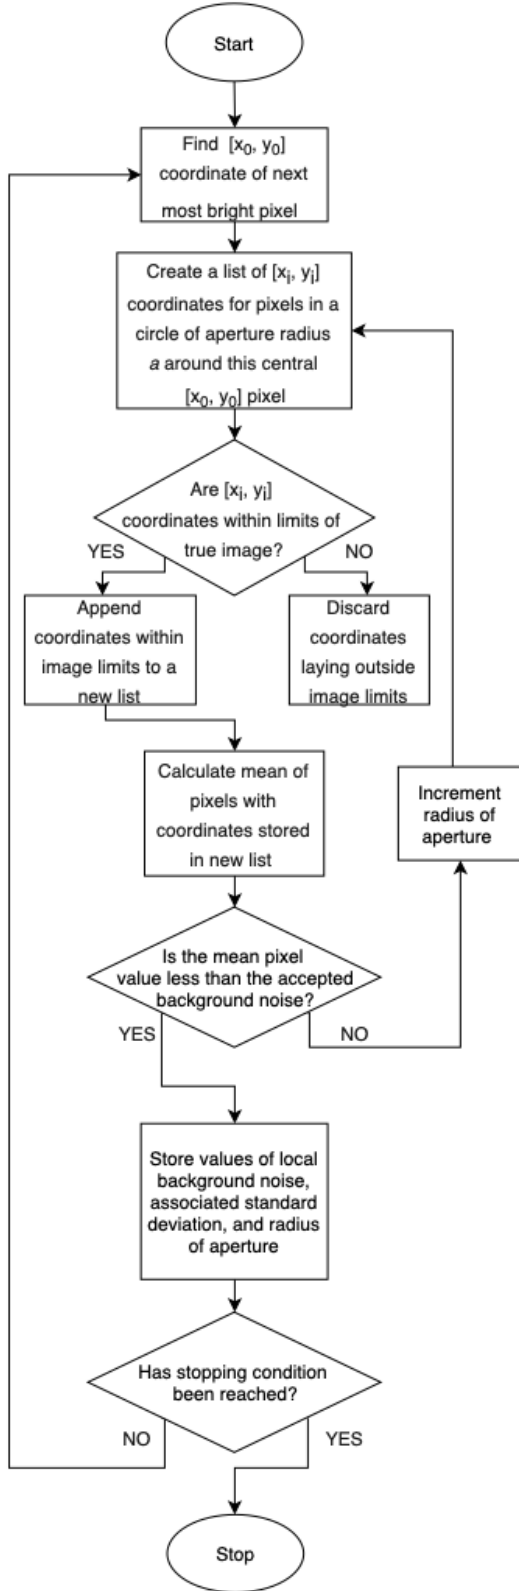 Start
Find [x₀, y₀]
coordinate of next
most bright pixel
Create a list of [xᵢ, yᵢ]
coordinates for pixels in a
circle of aperture radius
a around this central
[x₀, y₀] pixel
Are [xᵢ, yᵢ]
coordinates within limits of
true image?
YES
NO
Append
coordinates within
image limits to a
new list
Discard
coordinates
laying outside
image limits
Calculate mean of
pixels with
coordinates stored
in new list
Increment
radius of
aperture
Is the mean pixel
value less than the accepted
background noise?
YES
NO
Store values of local
background noise,
associated standard
deviation, and radius
of aperture
Has stopping condition
been reached?
NO
YES
Stop